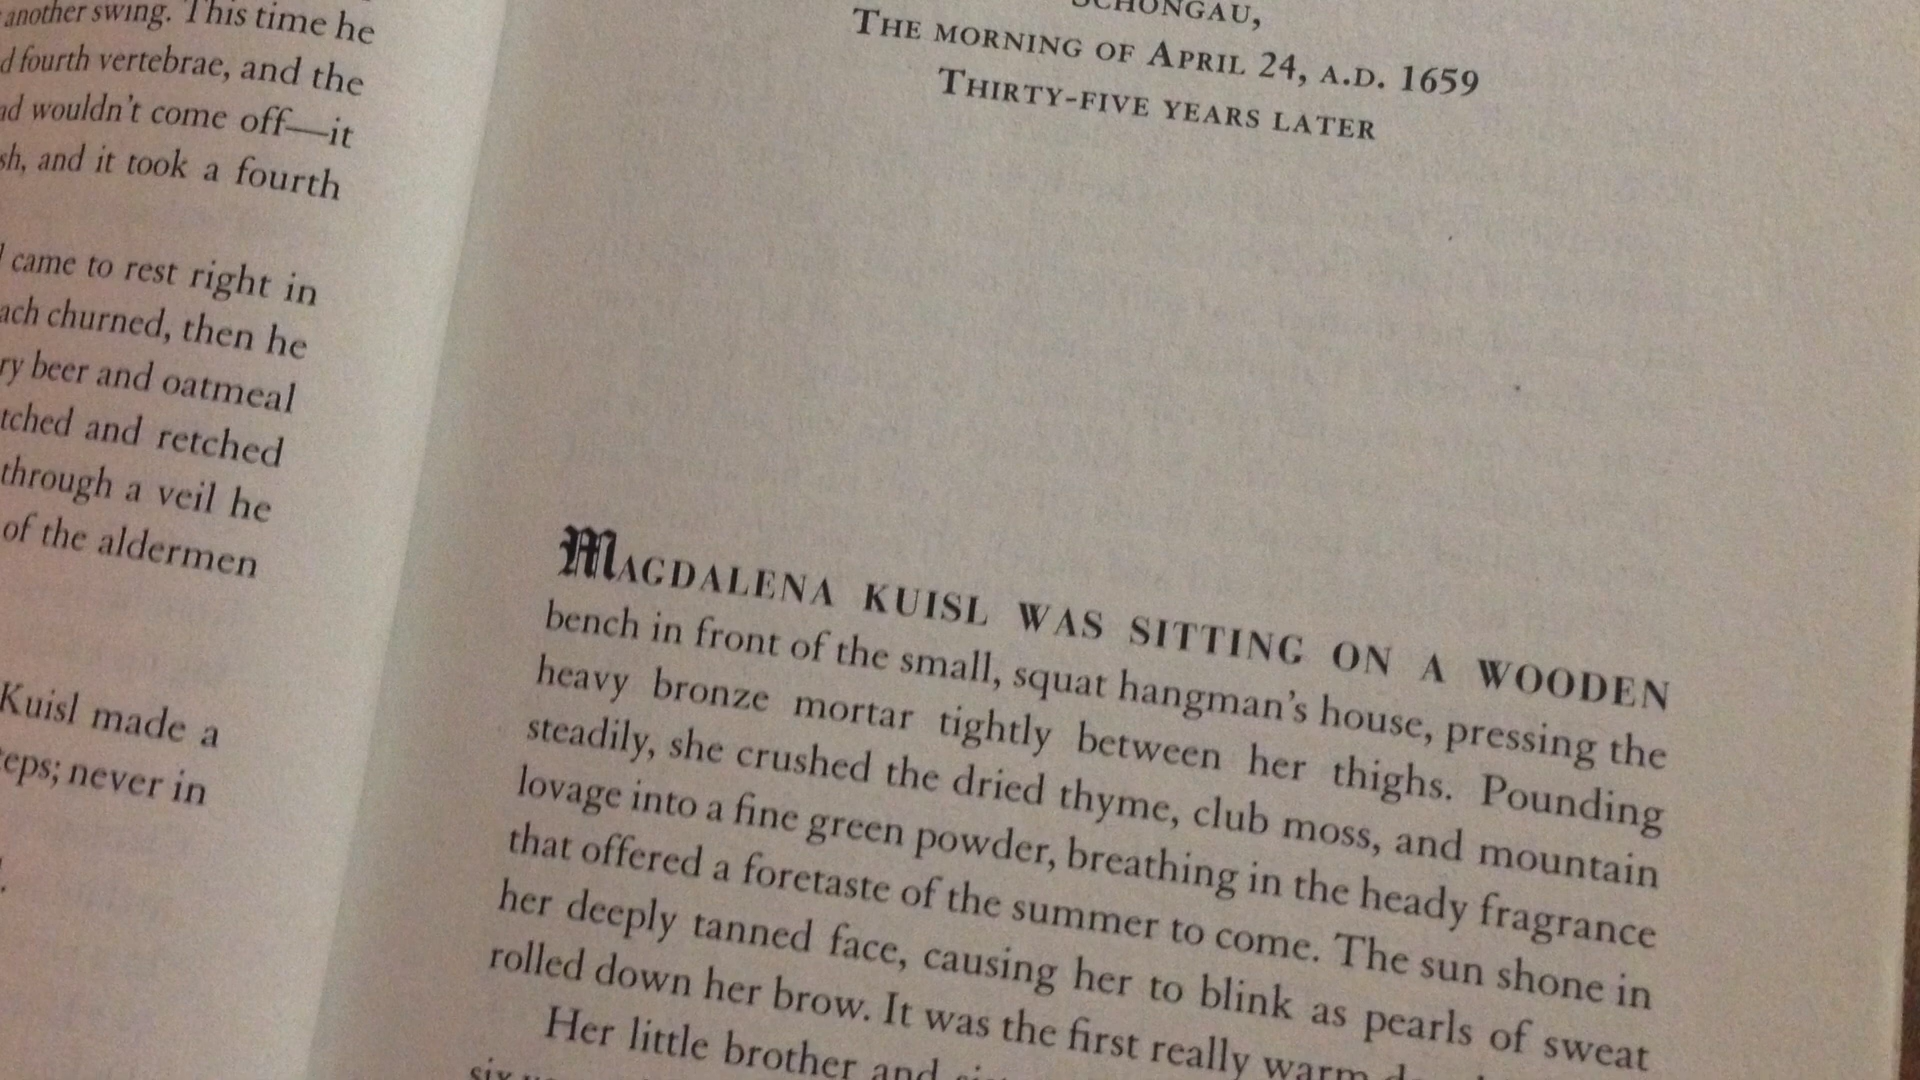 another swing. This time he
fourth vertebrae, and the
wouldn't come off—it
and it took a fourth
came to rest right in
churned, then he
beer and oatmeal
and retched
through a veil he
of the aldermen
Kuisl made a
never in
SCHONGAU,
THE MORNING OF APRIL 24, A.D. 1659
THIRTY-FIVE YEARS LATER
MAGDALENA KUISL WAS SITTING ON A WOODEN
bench in front of the small, squat hangman's house, pressing the
heavy bronze mortar tightly between her thighs. Pounding
steadily, she crushed the dried thyme, club moss, and mountain
lovage into a fine green powder, breathing in the heady fragrance
that offered a foretaste of the summer to come. The sun shone in
her deeply tanned face, causing her to blink as pearls of sweat
rolled down her brow. It was the first really warm
Her little brother and
six